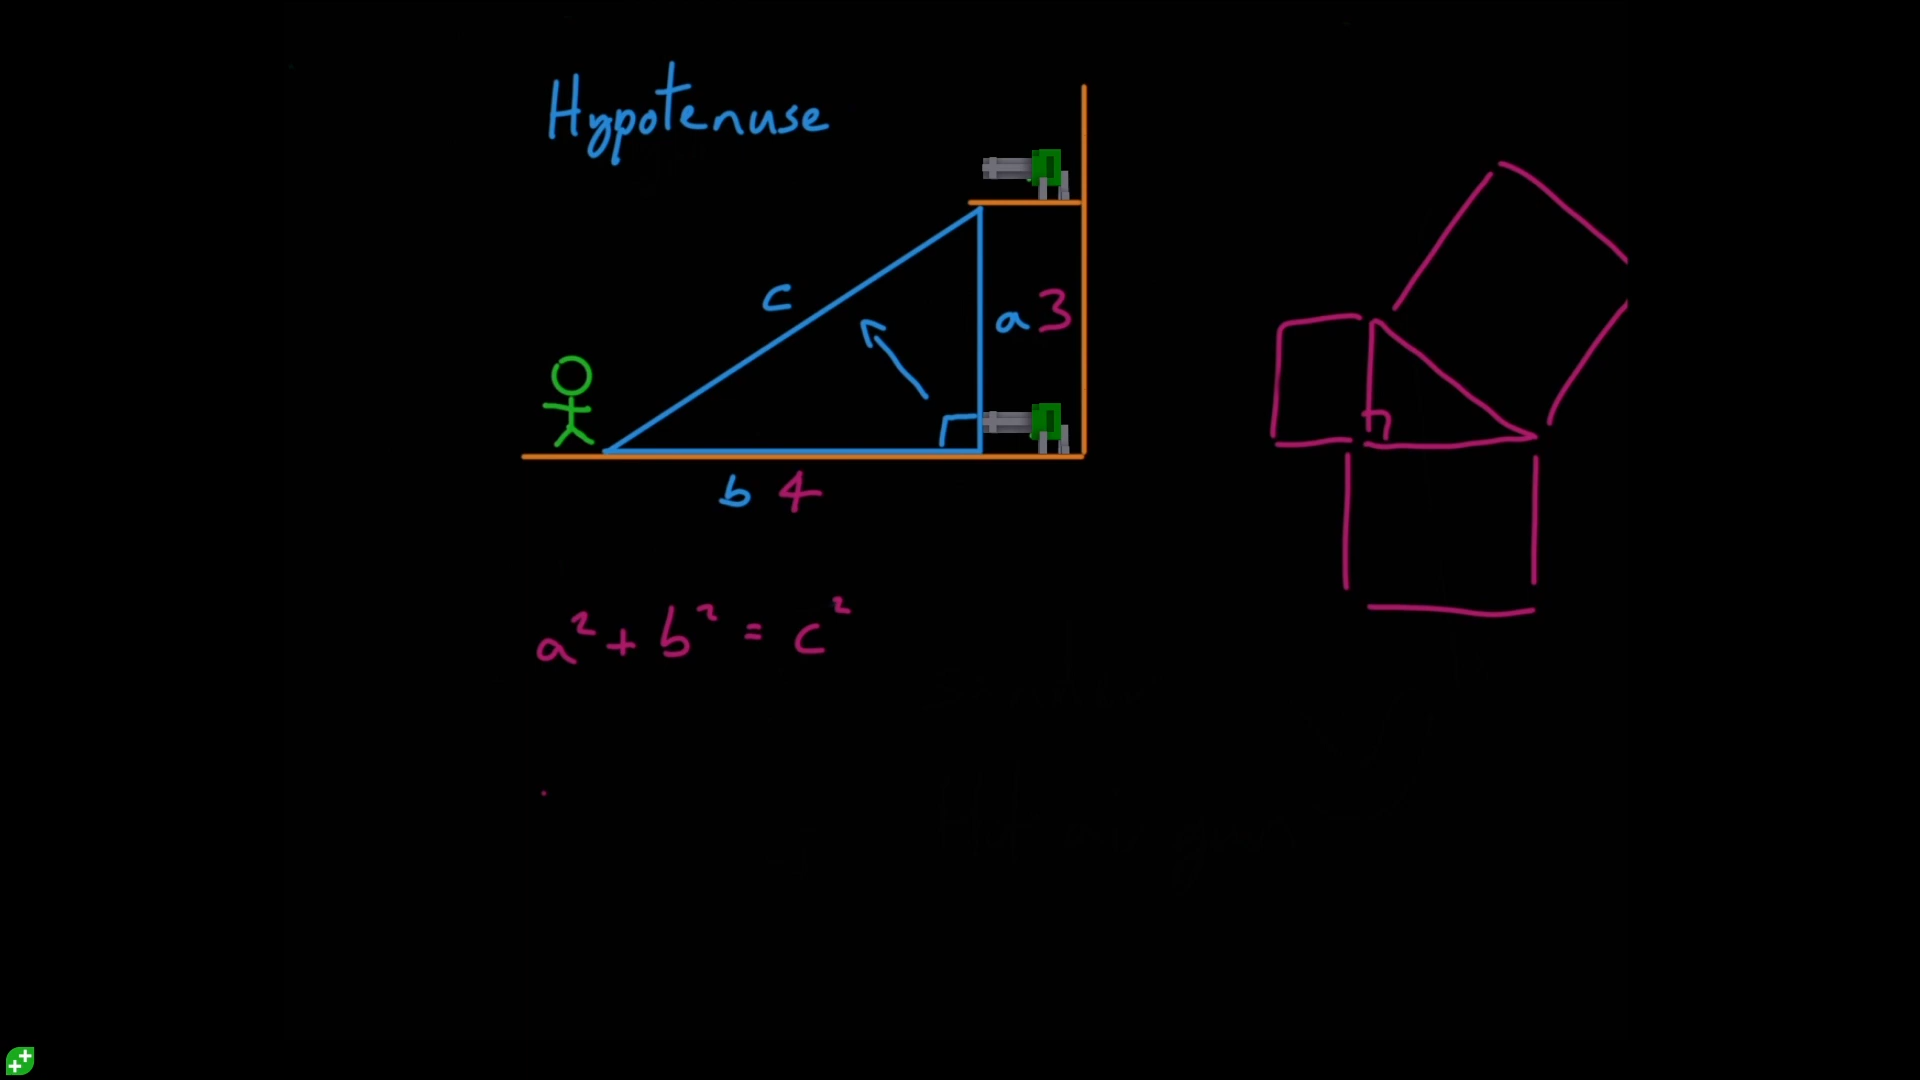 Hypotenuse
c
a 3
b 4
a² + b² = c²